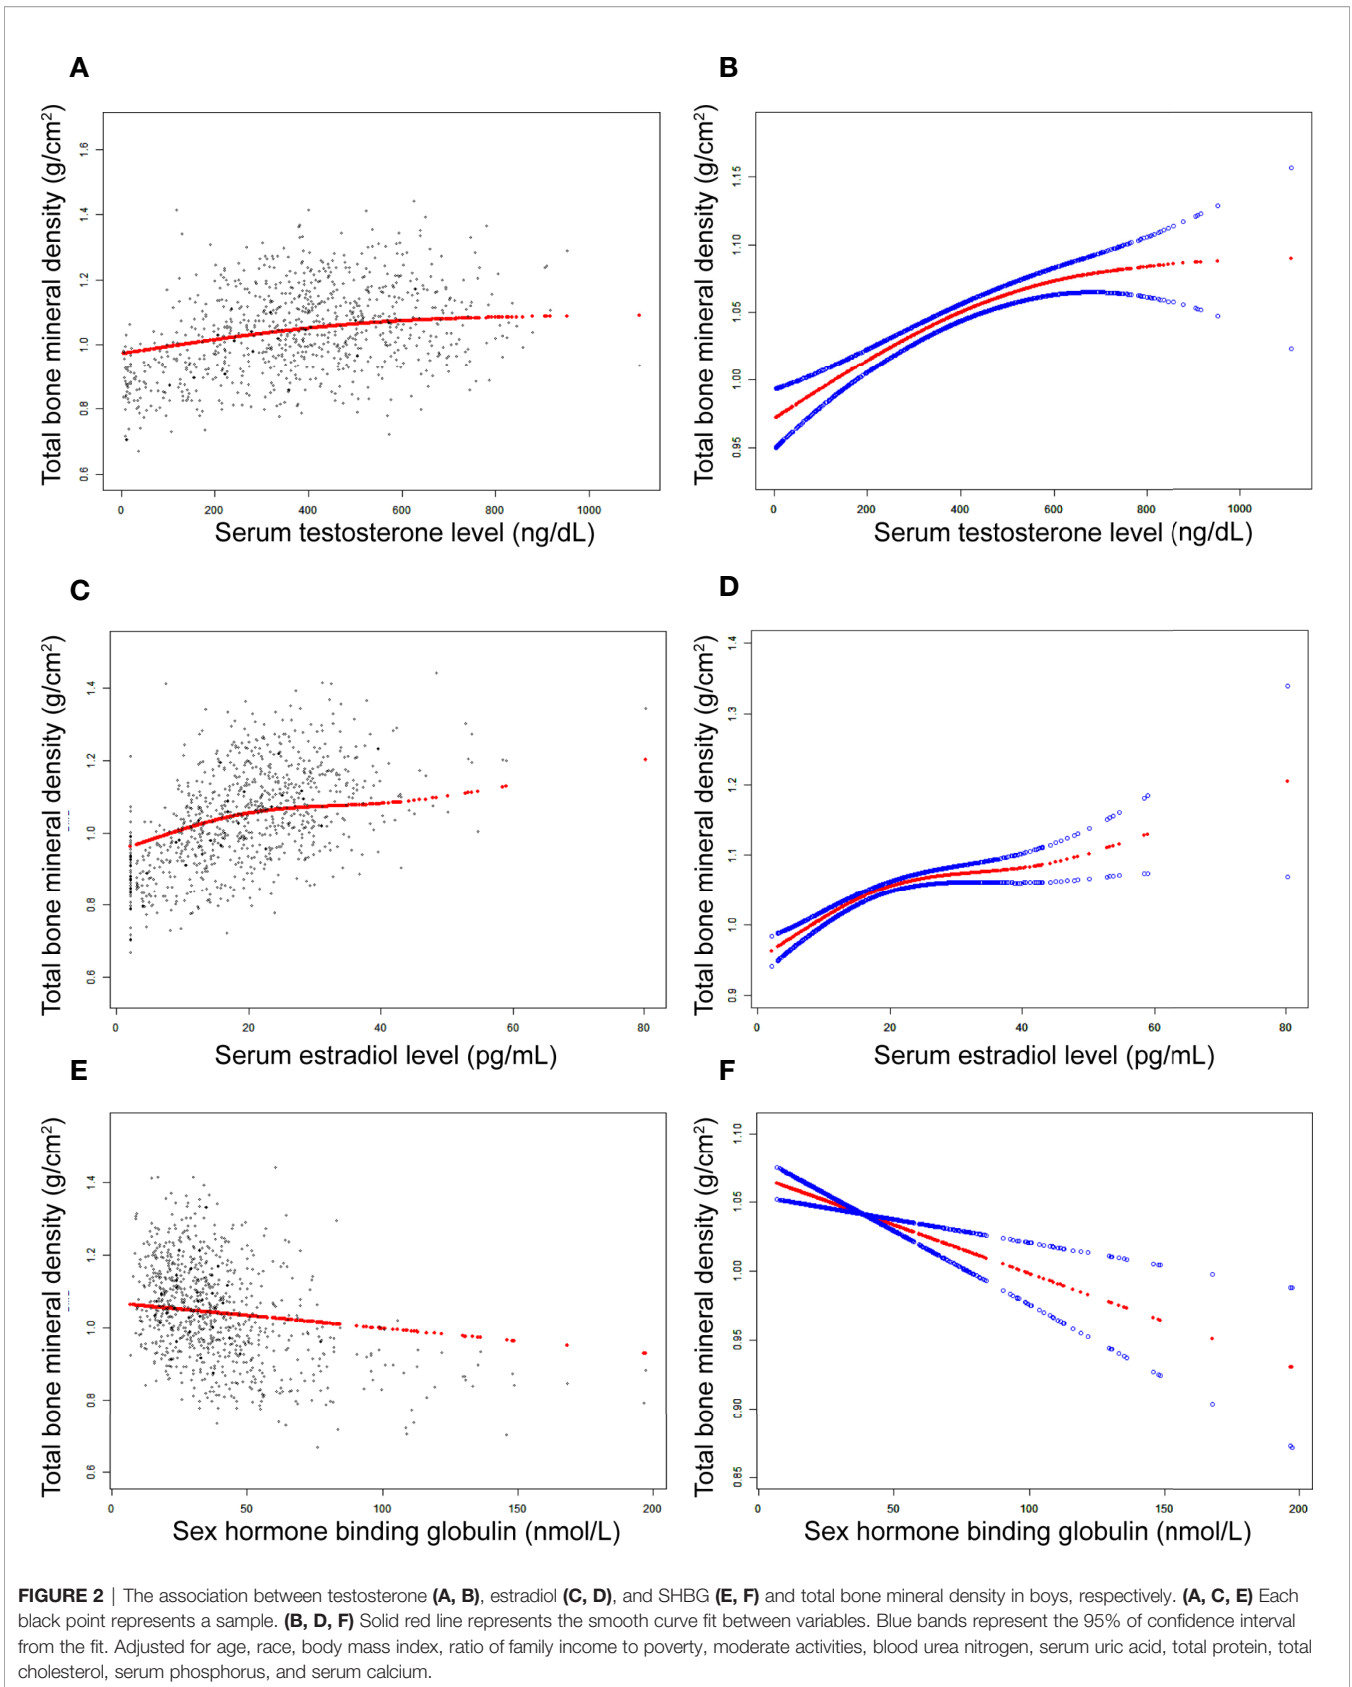 A
B
Total bone mineral density (g/cm²)
1.6
1.4
1.2
1.0
0.8
0.6
0 200 400 600 800 1000
Serum testosterone level (ng/dL)
Total bone mineral density (g/cm²)
1.15
1.10
1.05
1.00
0.95
0 200 400 600 800 1000
Serum testosterone level (ng/dL)
C
D
Total bone mineral density (g/cm²)
1.4
1.2
1.0
0.8
0.6
0 20 40 60 80
Serum estradiol level (pg/mL)
Total bone mineral density (g/cm²)
1.4
1.3
1.2
1.1
1.0
0.9
0 20 40 60 80
Serum estradiol level (pg/mL)
E
F
Total bone mineral density (g/cm²)
1.4
1.2
1.0
0.8
0.6
0 50 100 150 200
Sex hormone binding globulin (nmol/L)
Total bone mineral density (g/cm²)
1.10
1.05
1.00
0.95
0.90
0.85
0 50 100 150 200
Sex hormone binding globulin (nmol/L)
FIGURE 2 | The association between testosterone (A, B), estradiol (C, D), and SHBG (E, F) and total bone mineral density in boys, respectively. (A, C, E) Each
black point represents a sample. (B, D, F) Solid red line represents the smooth curve fit between variables. Blue bands represent the 95% of confidence interval
from the fit. Adjusted for age, race, body mass index, ratio of family income to poverty, moderate activities, blood urea nitrogen, serum uric acid, total protein, total
cholesterol, serum phosphorus, and serum calcium.